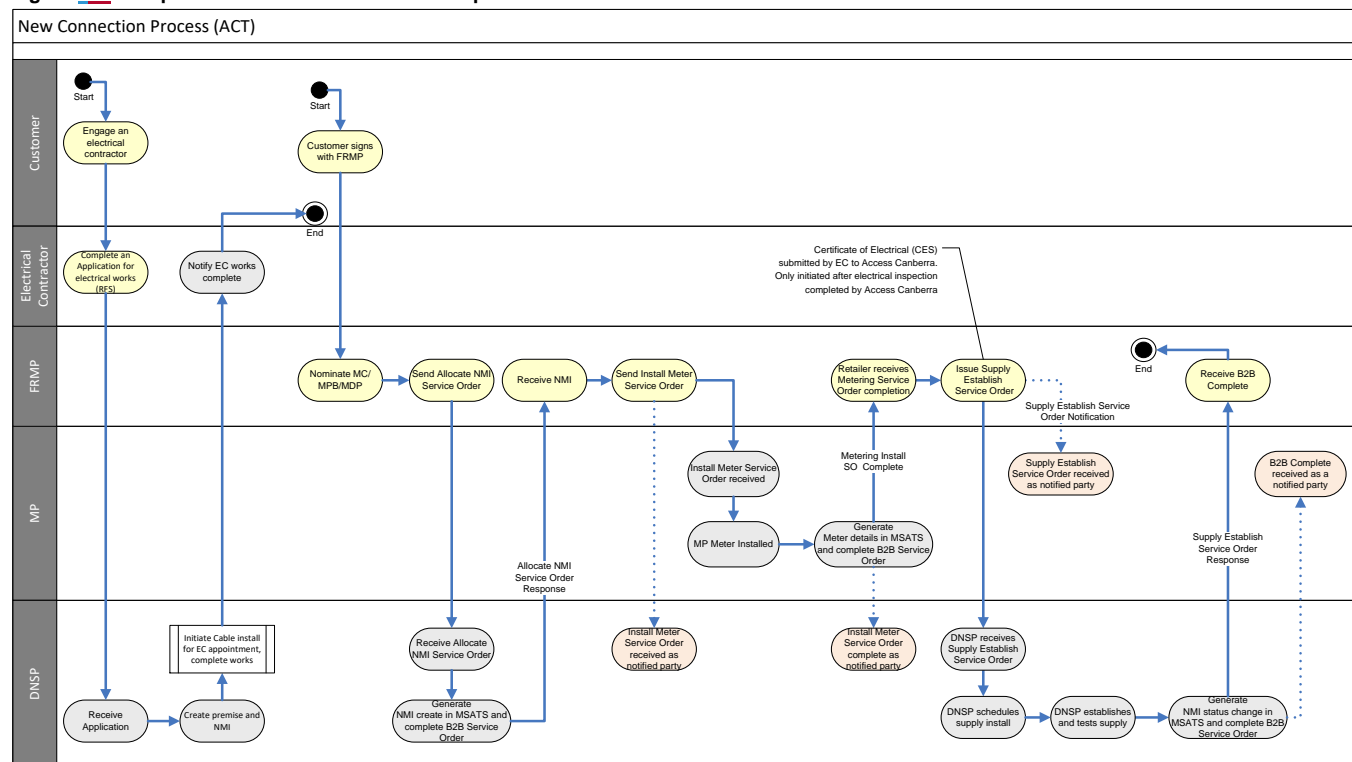 New Connection Process (ACT)
Customer
Start
Engage an
electrical
contractor
Start
Customer signs
with FRMP
End
Electrical
Contractor
Complete an
Application for
electrical works
(RFS)
Notify EC works
complete
Certificate of Electrical (CES)
submitted by EC to Access Canberra.
Only initiated after electrical inspection
completed by Access Canberra
FRMP
Nominate MC/
MPB/MDP
Send Allocate NMI
Service Order
Receive NMI
Send Install Meter
Service Order
Retailer receives
Metering Service
Order completion
Issue Supply
Establish
Service Order
Supply Establish Service
Order Notification
End
Receive B2B
Complete
MP
Allocate NMI
Service Order
Response
Install Meter Service
Order received
MP Meter Installed
Metering Install
SO Complete
Generate
Meter details in MSATS
and complete B2B Service
Order
Supply Establish
Service Order received
as notified party
Supply Establish
Service Order
Response
B2B Complete
received as a
notified party
DNSP
Initiate Cable install
for EC appointment,
complete works
Receive
Application
Create premise and
NMI
Receive Allocate
NMI Service Order
Generate
NMI create in MSATS and
complete B2B Service
Order
Install Meter
Service Order
received as
notified party
Install Meter
Service Order
complete as
notified party
DNSP receives
Supply Establish
Service Order
DNSP schedules
supply install
DNSP establishes
and tests supply
Generate
NMI status change in
MSATS and complete B2B
Service Order